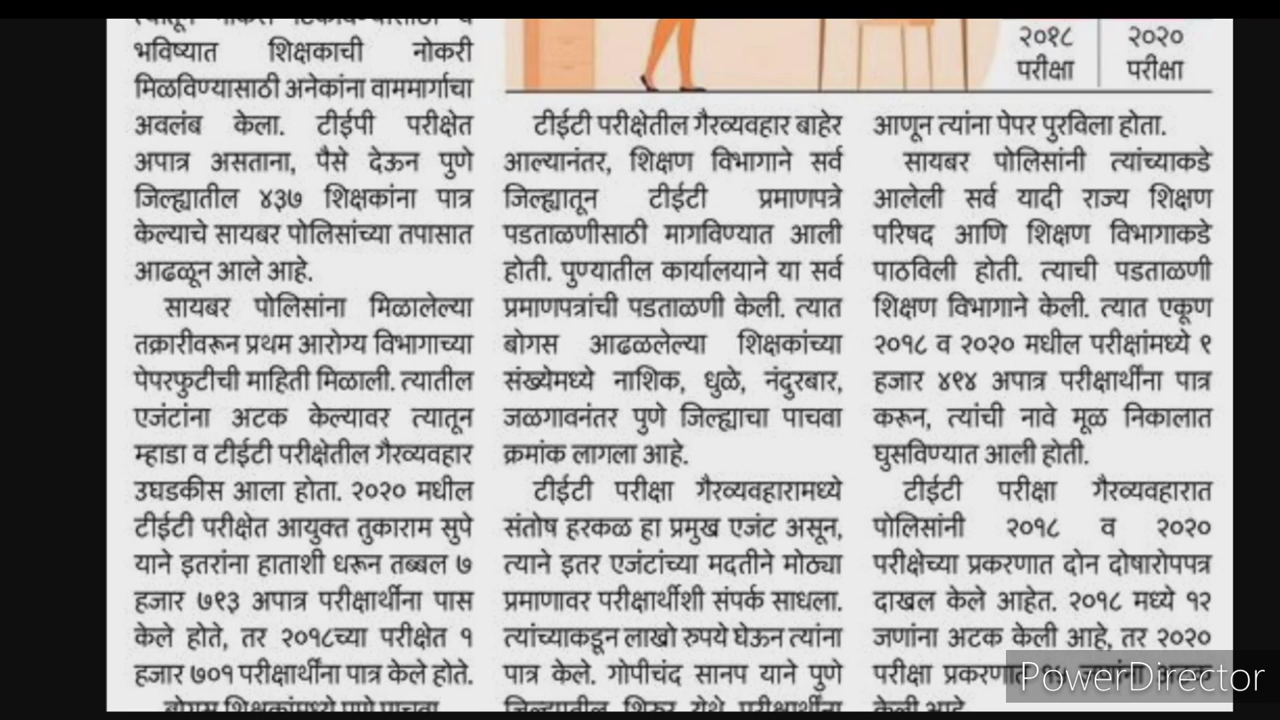 भविष्यात शिक्षकाची नोकरी
मिळविण्यासाठी अनेकांना वाममार्गाचा
अवलंब केला. टीईपी परीक्षेत
अपात्र असताना, पैसे देऊन पुणे
जिल्ह्यातील ४३७ शिक्षकांना पात्र
केल्याचे सायबर पोलिसांच्या तपासात
आढळून आले आहे.
सायबर पोलिसांना मिळालेल्या
तक्रारीवरून प्रथम आरोग्य विभागाच्या
पेपरफुटीची माहिती मिळाली. त्यातील
एजंटांना अटक केल्यावर त्यातून
म्हाडा व टीईटी परीक्षेतील गैरव्यवहार
उघडकीस आला होता. २०२० मधील
टीईटी परीक्षेत आयुक्त तुकाराम सुपे
याने इतरांना हाताशी धरून तब्बल ७
हजार ७९३ अपात्र परीक्षार्थींना पास
केले होते, तर २०१८च्या परीक्षेत १
हजार ७०१ परीक्षार्थींना पात्र केले होते.
बोगस शिक्षकांमध्ये पुणे पाचवा
२०१८ २०२०
परीक्षा परीक्षा
टीईटी परीक्षेतील गैरव्यवहार बाहेर
आल्यानंतर, शिक्षण विभागाने सर्व
जिल्ह्यातून टीईटी प्रमाणपत्रे
पडताळणीसाठी मागविण्यात आली
होती. पुण्यातील कार्यालयाने या सर्व
प्रमाणपत्रांची पडताळणी केली. त्यात
बोगस आढळलेल्या शिक्षकांच्या
संख्येमध्ये नाशिक, धुळे, नंदुरबार,
जळगावनंतर पुणे जिल्ह्याचा पाचवा
क्रमांक लागला आहे.
टीईटी परीक्षा गैरव्यवहारामध्ये
संतोष हरकळ हा प्रमुख एजंट असून,
त्याने इतर एजंटांच्या मदतीने मोठ्या
प्रमाणावर परीक्षार्थीशी संपर्क साधला.
त्यांच्याकडून लाखो रुपये घेऊन त्यांना
पात्र केले. गोपीचंद सानप याने पुणे
जिल्ह्यातील शिरूर येथे परीक्षार्थींना
आणून त्यांना पेपर पुरविला होता.
सायबर पोलिसांनी त्यांच्याकडे
आलेली सर्व यादी राज्य शिक्षण
परिषद आणि शिक्षण विभागाकडे
पाठविली होती. त्याची पडताळणी
शिक्षण विभागाने केली. त्यात एकूण
२०१८ व २०२० मधील परीक्षांमध्ये ९
हजार ४९४ अपात्र परीक्षार्थींना पात्र
करून, त्यांची नावे मूळ निकालात
घुसविण्यात आली होती.
टीईटी परीक्षा गैरव्यवहारात
पोलिसांनी २०१८ व २०२०
परीक्षेच्या प्रकरणात दोन दोषारोपपत्र
दाखल केले आहेत. २०१८ मध्ये १२
जणांना अटक केली आहे, तर २०२०
परीक्षा प्रकरणात
केली आहे
PowerDirector